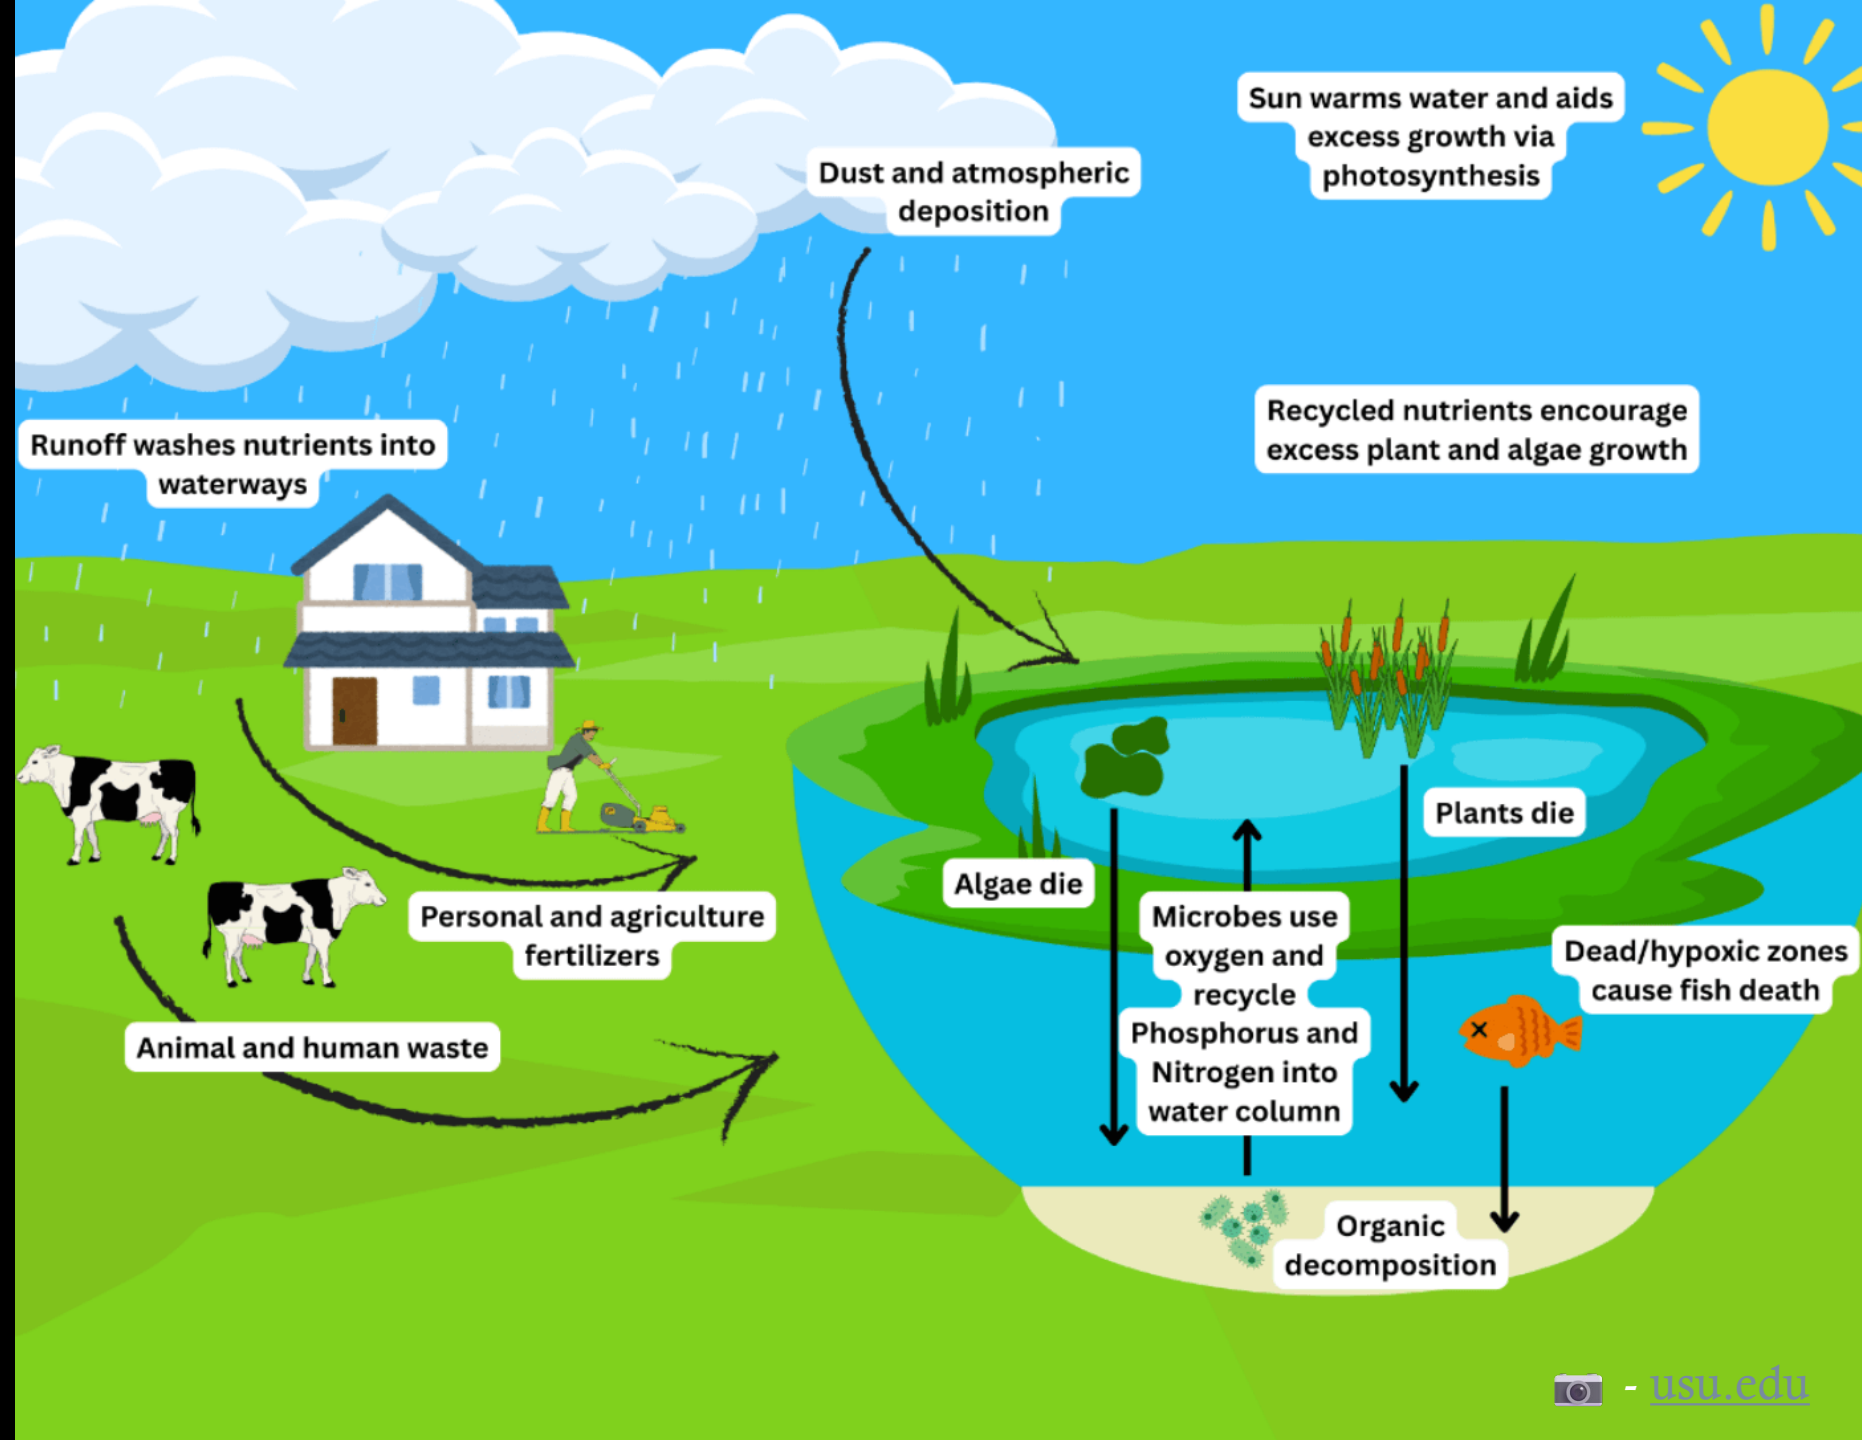 Sun warms water and aids
excess growth via
photosynthesis
Dust and atmospheric
deposition
Recycled nutrients encourage
excess plant and algae growth
Runoff washes nutrients into
waterways
Plants die
Algae die
Personal and agriculture
fertilizers
Microbes use
oxygen and
recycle
Phosphorus and
Nitrogen into
water column
Dead/hypoxic zones
cause fish death
Animal and human waste
Organic
decomposition
- usu.edu